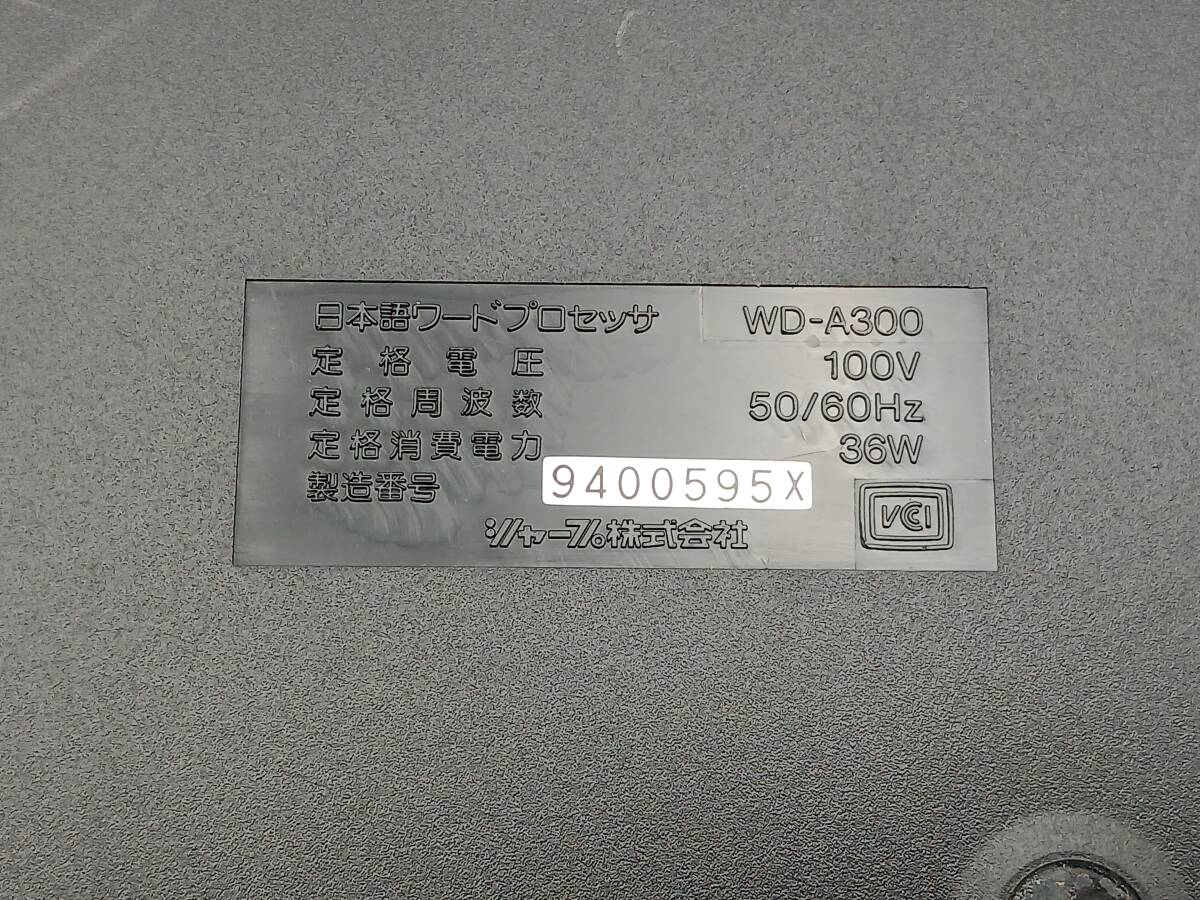 日本語ワードプロセッサ WD-A300
定格電圧 100V
定格周波数 50/60Hz
定格消費電力 36W
製造番号 9400595X
シャープ株式会社 VCCI